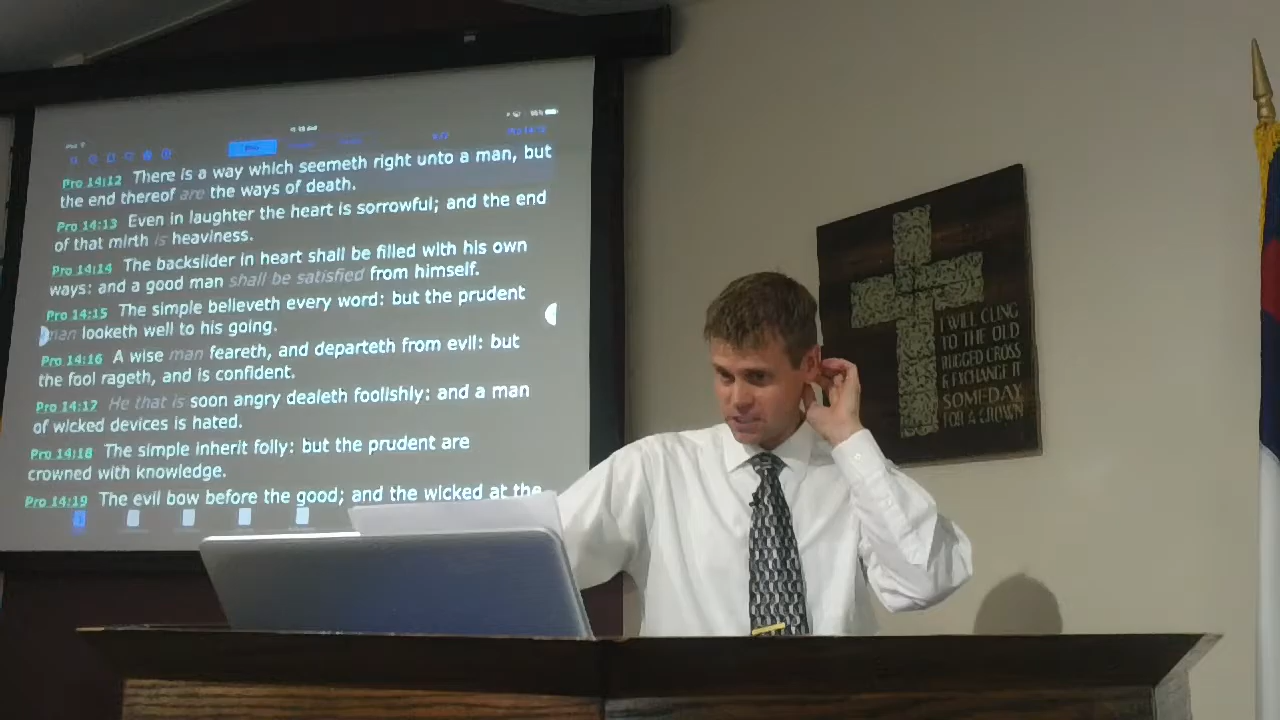 Pro 14:12 There is a way which seemeth right unto a man, but
the end thereof are the ways of death.
Pro 14:13 Even in laughter the heart is sorrowful; and the end
of that mirth is heaviness.
Pro 14:14 The backslider in heart shall be filled with his own
ways: and a good man shall be satisfied from himself.
Pro 14:15 The simple believeth every word: but the prudent
man looketh well to his going.
Pro 14:16 A wise man feareth, and departeth from evil: but
the fool rageth, and is confident.
Pro 14:17 He that is soon angry dealeth foolishly: and a man
of wicked devices is hated.
Pro 14:18 The simple inherit folly: but the prudent are
crowned with knowledge.
Pro 14:19 The evil bow before the good; and the wicked at the
I WILL CLING
TO THE OLD
RUGGED CROSS
& EXCHANGE IT
SOME-DAY
FOR A CROWN